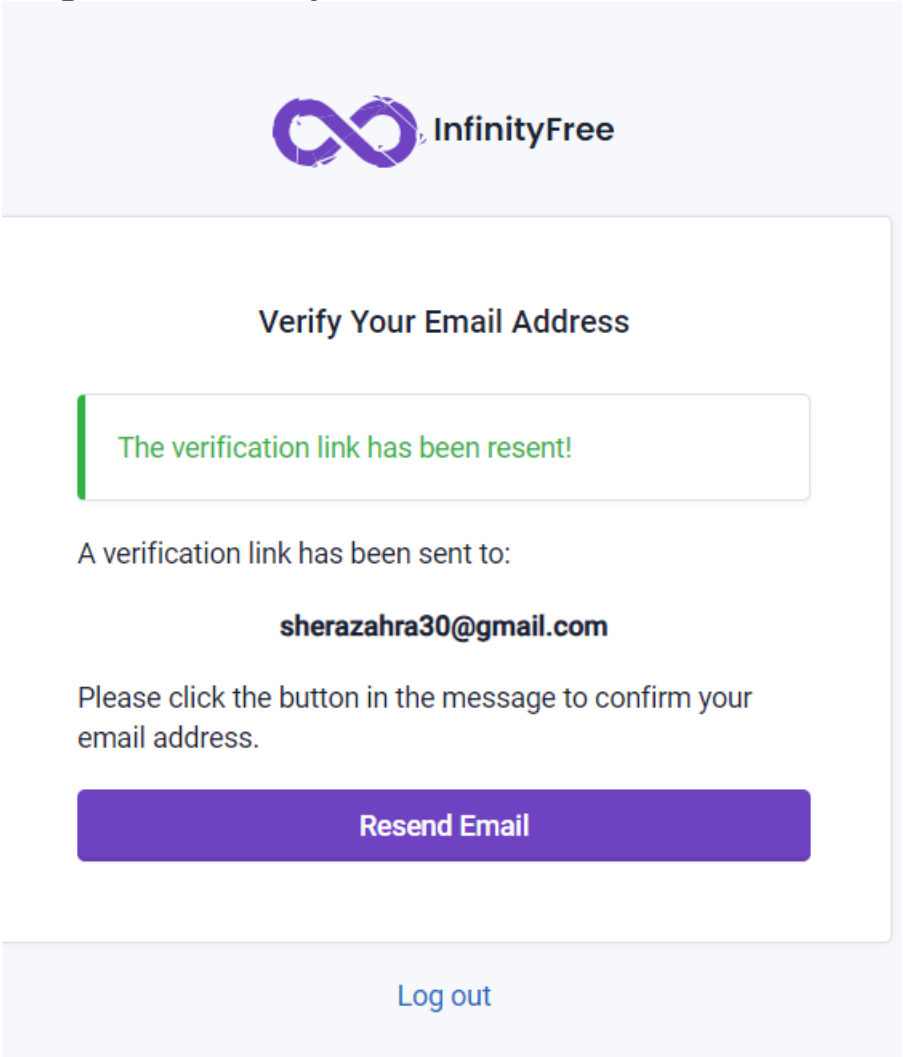 InfinityFree
Verify Your Email Address
The verification link has been resent!
A verification link has been sent to:
sherazahra30@gmail.com
Please click the button in the message to confirm your
email address.
Resend Email
Log out